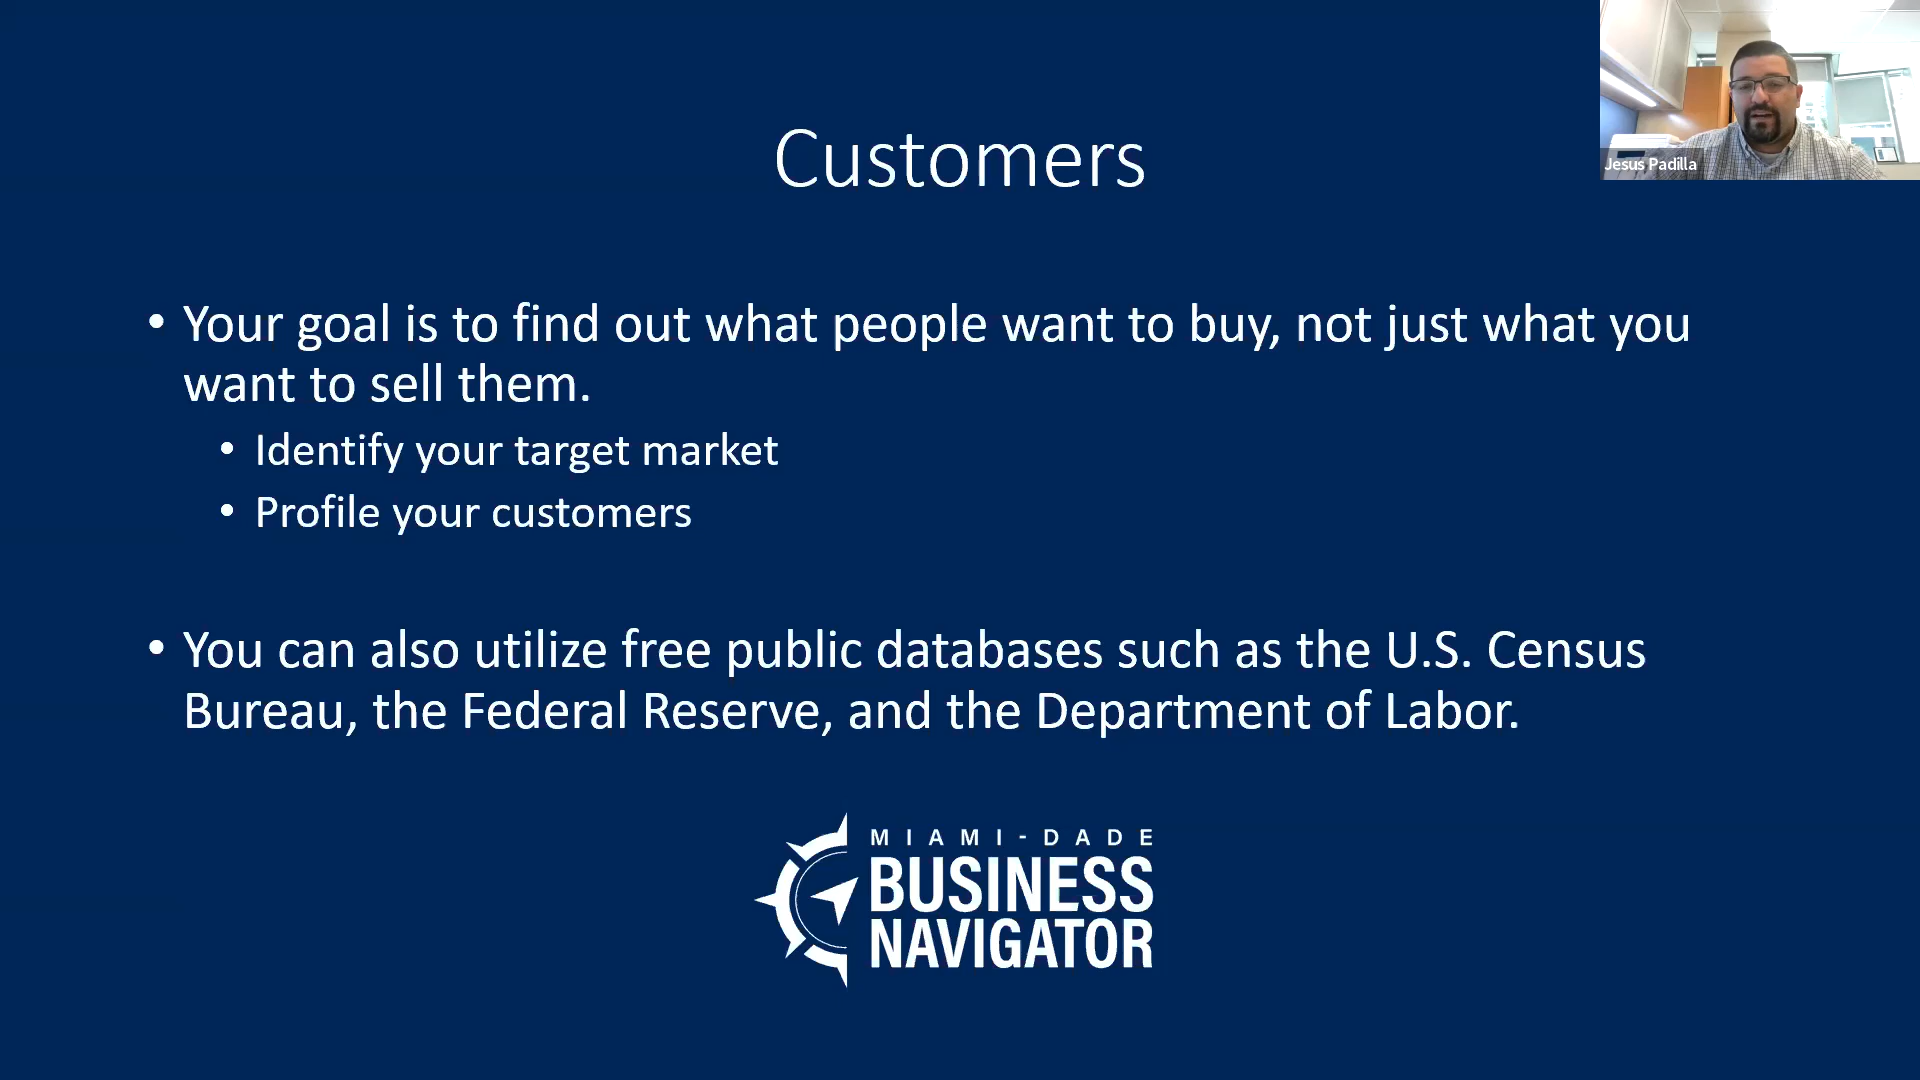 Customers
Jesus Padilla
• Your goal is to find out what people want to buy, not just what you
want to sell them.
• Identify your target market
• Profile your customers
• You can also utilize free public databases such as the U.S. Census
Bureau, the Federal Reserve, and the Department of Labor.
MIAMI-DADE
BUSINESS
NAVIGATOR